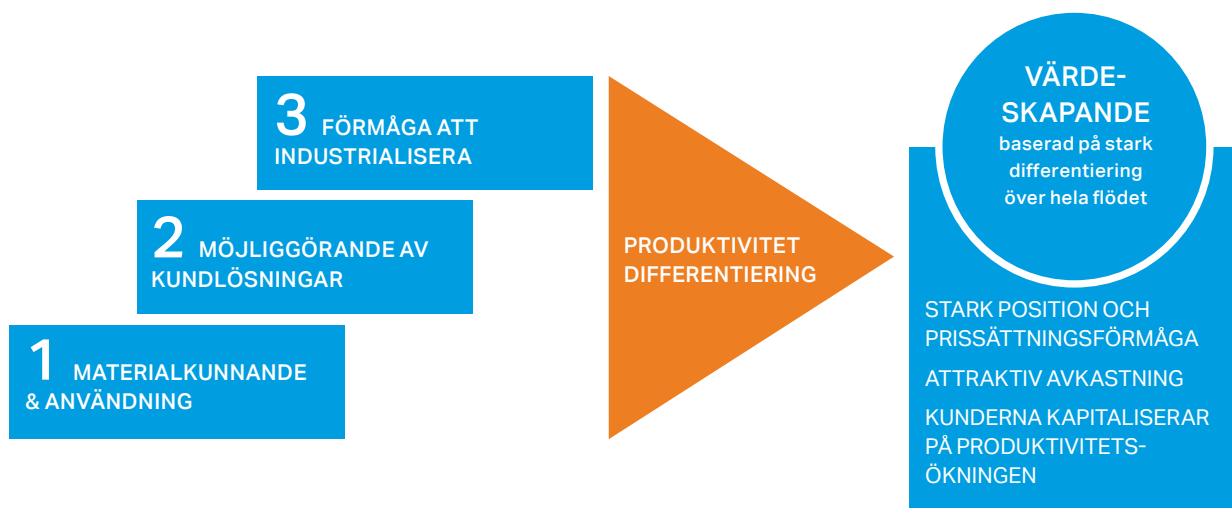 3 FÖRMÅGA ATT
INDUSTRIALISERA
2 MÖJLIGGÖRANDE AV
KUNDLÖSNINGAR
1 MATERIALKUNNANDE
& ANVÄNDNING
PRODUKTIVITET
DIFFERENTIERING
VÄRDE-
SKAPANDE
baserad på stark
differentiering
över hela flödet
STARK POSITION OCH
PRISSÄTTNINGSFÖRMÅGA
ATTRAKTIV AVKASTNING
KUNDERNA KAPITALISERAR
PÅ PRODUKTIVITETS-
ÖKNINGEN